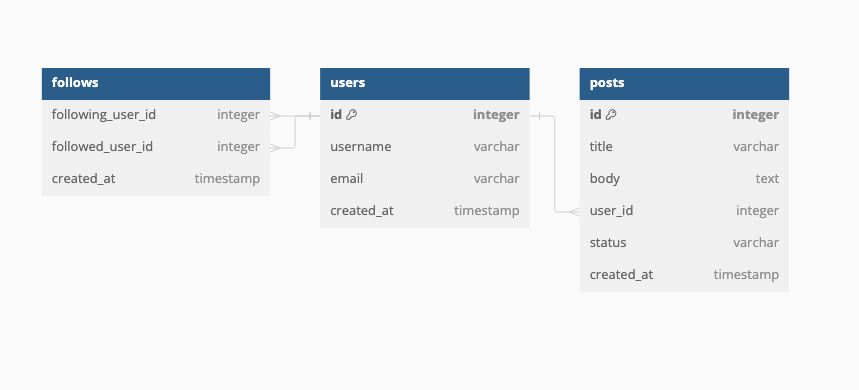 follows
following_user_id integer
followed_user_id integer
created_at timestamp
users
id integer
username varchar
email varchar
created_at timestamp
posts
id integer
title varchar
body text
user_id integer
status varchar
created_at timestamp